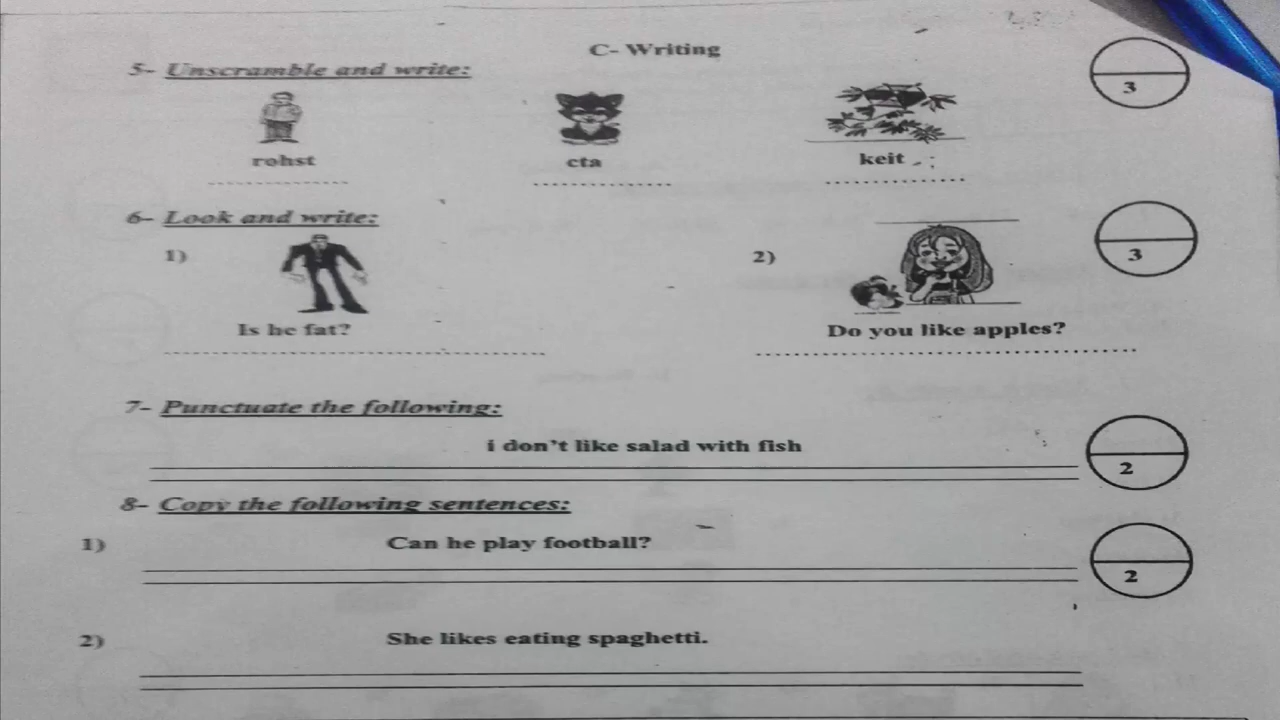 C- Writing
5- Unscramble and write:
3
rohst
cta
keit
6- Look and write:
1)
2)
3
Is he fat?
Do you like apples?
7- Punctuate the following:
i don't like salad with fish
2
8- Copy the following sentences:
1) Can he play football?
2
2) She likes eating spaghetti.